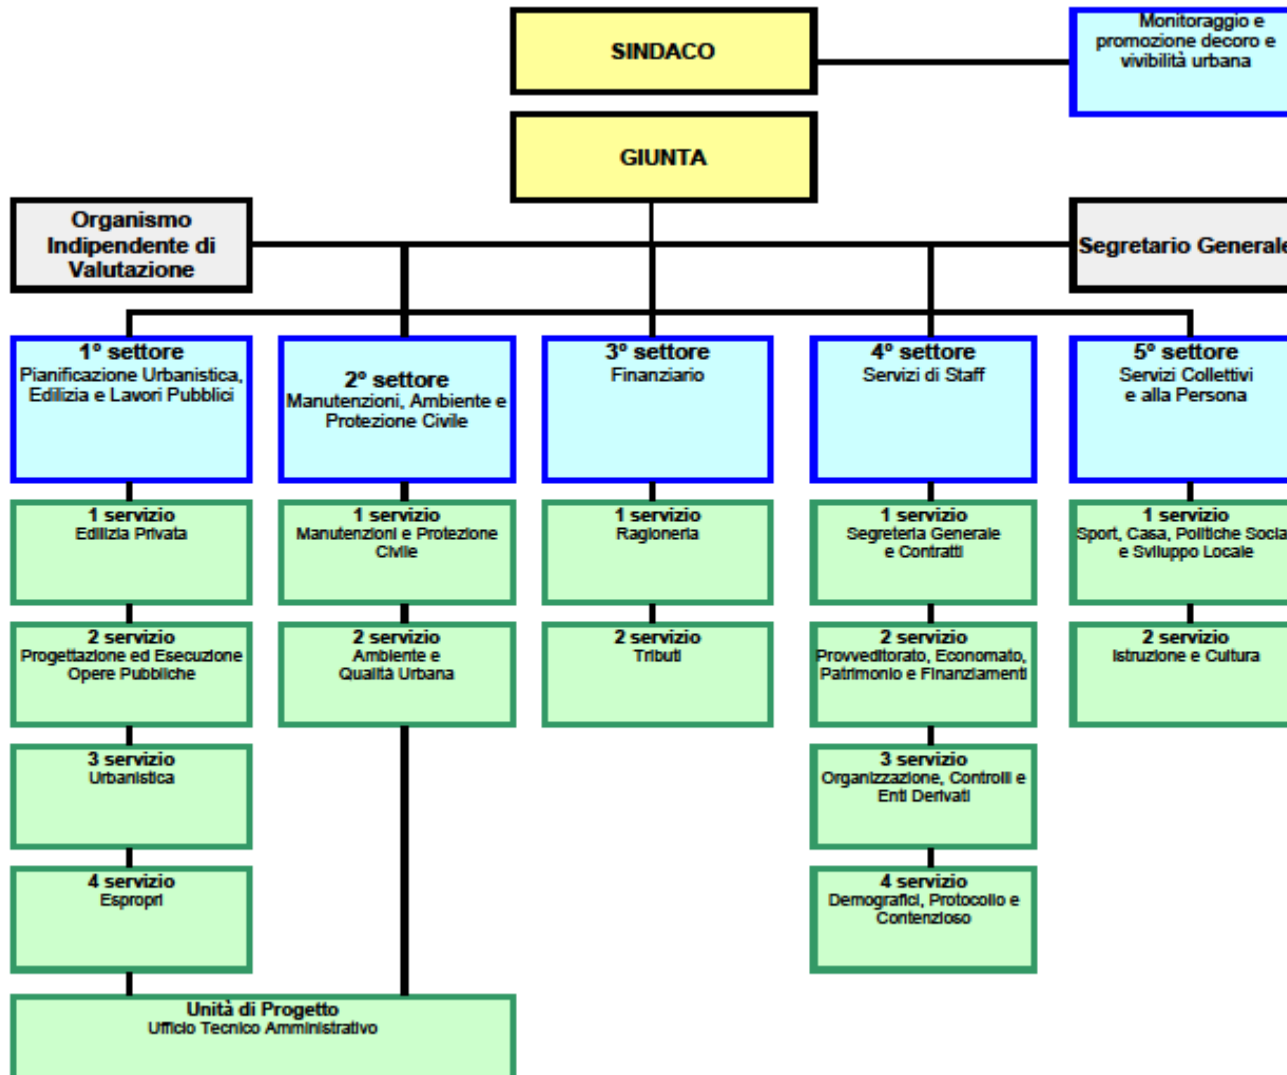 SINDACO
Monitoraggio e
promozione decoro e
vivibilità urbana
GIUNTA
Organismo
Indipendente di
Valutazione
Segretario Generale
1° settore
Pianificazione Urbanistica,
Edilizia e Lavori Pubblici
2° settore
Manutenzioni, Ambiente e
Protezione Civile
3° settore
Finanziario
4° settore
Servizi di Staff
5° settore
Servizi Collettivi
e alla Persona
1 servizio
Edilizia Privata
1 servizio
Manutenzioni e Protezione
Civile
1 servizio
Ragioneria
1 servizio
Segreteria Generale
e Contratti
1 servizio
Sport, Casa, Politiche Socia
e Sviluppo Locale
2 servizio
Progettazione ed Esecuzione
Opere Pubbliche
2 servizio
Ambiente e
Qualità Urbana
2 servizio
Tributi
2 servizio
Provveditorato, Economato,
Patrimonio e Finanziamenti
2 servizio
Istruzione e Cultura
3 servizio
Urbanistica
3 servizio
Organizzazione, Controlli e
Enti Derivati
4 servizio
Espropri
4 servizio
Demografici, Protocollo e
Contenzioso
Unità di Progetto
Ufficio Tecnico Amministrativo